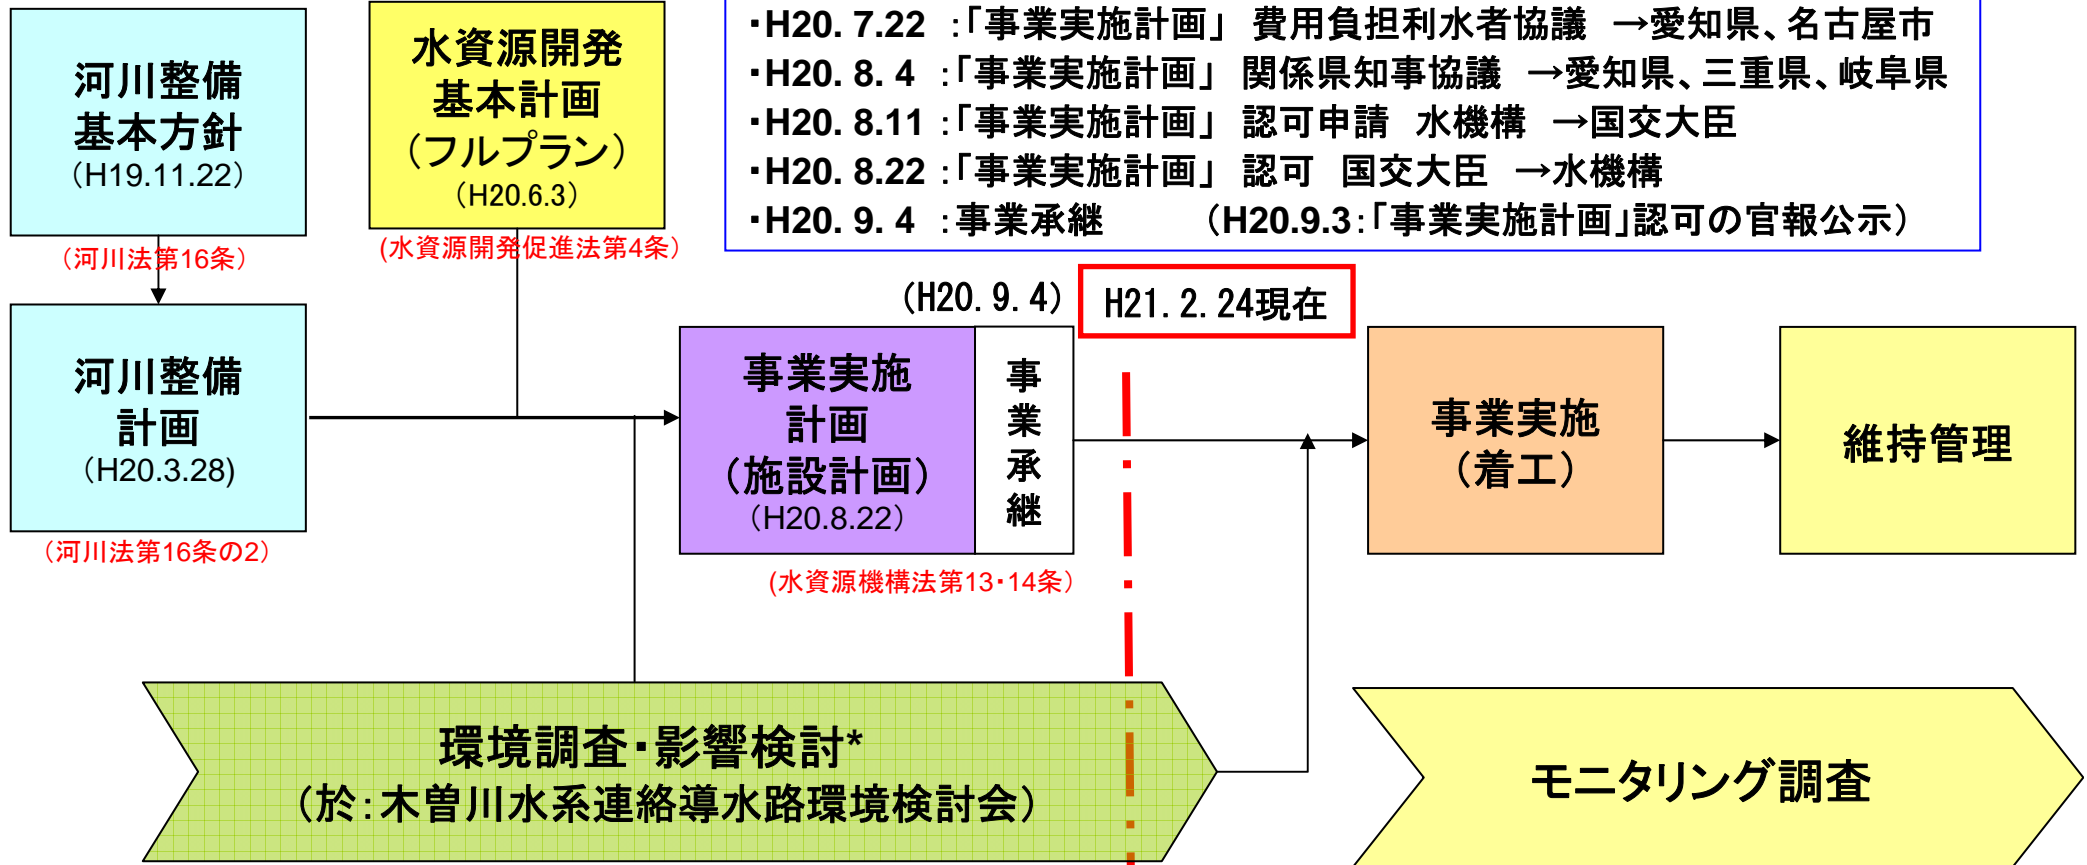 ・H20. 7.22 :「事業実施計画」 費用負担利水者協議 →愛知県、名古屋市
・H20. 8. 4 :「事業実施計画」 関係県知事協議 →愛知県、三重県、岐阜県
・H20. 8.11 :「事業実施計画」 認可申請 水機構 →国交大臣
・H20. 8.22 :「事業実施計画」 認可 国交大臣 →水機構
・H20. 9. 4 :事業承継 (H20.9.3:「事業実施計画」認可の官報公示)
河川整備
基本方針
(H19.11.22)
(河川法第16条)
水資源開発
基本計画
(フルプラン)
(H20.6.3)
(水資源開発促進法第4条)
河川整備
計画
(H20.3.28)
(河川法第16条の2)
(H20. 9. 4)
H21. 2. 24現在
事業実施
計画
(施設計画)
(H20.8.22)
事
業
承
継
(水資源機構法第13・14条)
事業実施
(着工)
維持管理
環境調査・影響検討*
(於:木曽川水系連絡導水路環境検討会)
モニタリング調査